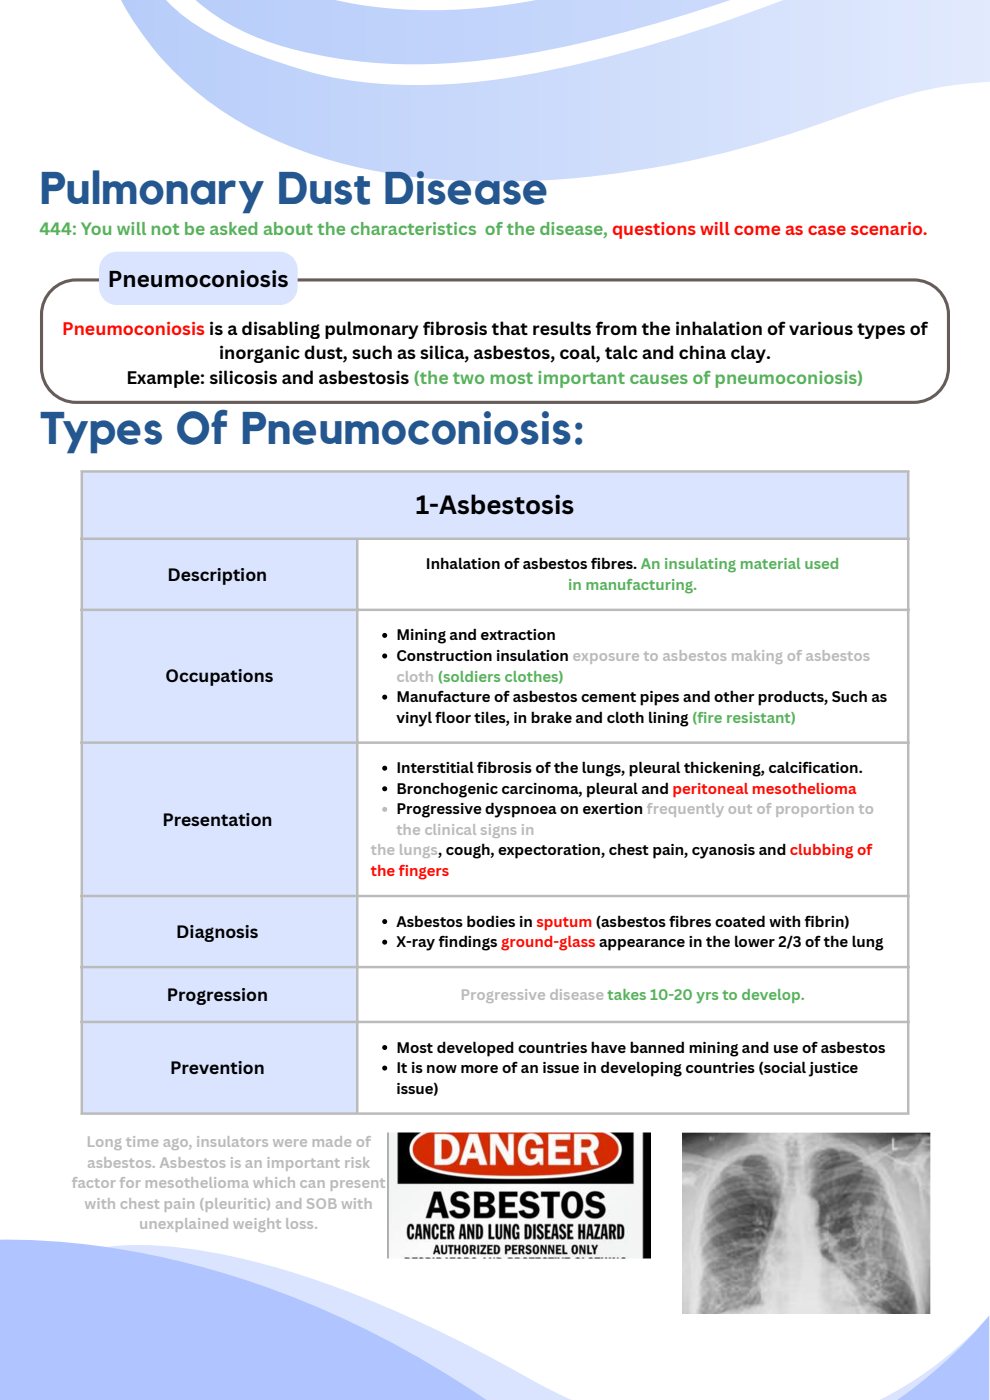 Pulmonary Dust Disease
444: You will not be asked about the characteristics of the disease, questions will come as case scenario.
Pneumoconiosis
Pneumoconiosis is a disabling pulmonary fibrosis that results from the inhalation of various types of
inorganic dust, such as silica, asbestos, coal, talc and china clay.
Example: silicosis and asbestosis (the two most important causes of pneumoconiosis)
Types Of Pneumoconiosis:
1-Asbestosis
Description
Inhalation of asbestos fibres. An insulating material used
in manufacturing.
Occupations
• Mining and extraction
• Construction insulation exposure to asbestos making of asbestos
cloth (soldiers clothes)
• Manufacture of asbestos cement pipes and other products, Such as
vinyl floor tiles, in brake and cloth lining (fire resistant)
Presentation
• Interstitial fibrosis of the lungs, pleural thickening, calcification.
• Bronchogenic carcinoma, pleural and peritoneal mesothelioma
• Progressive dyspnoea on exertion frequently out of proportion to
the clinical signs in
the lungs, cough, expectoration, chest pain, cyanosis and clubbing of
the fingers
Diagnosis
• Asbestos bodies in sputum (asbestos fibres coated with fibrin)
• X-ray findings ground-glass appearance in the lower 2/3 of the lung
Progression
Progressive disease takes 10-20 yrs to develop.
Prevention
• Most developed countries have banned mining and use of asbestos
• It is now more of an issue in developing countries (social justice
issue)
Long time ago, insulators were made of
asbestos. Asbestos is an important risk
factor for mesothelioma which can present
with chest pain (pleuritic) and SOB with
unexplained weight loss.
DANGER
ASBESTOS
CANCER AND LUNG DISEASE HAZARD
AUTHORIZED PERSONNEL ONLY
L